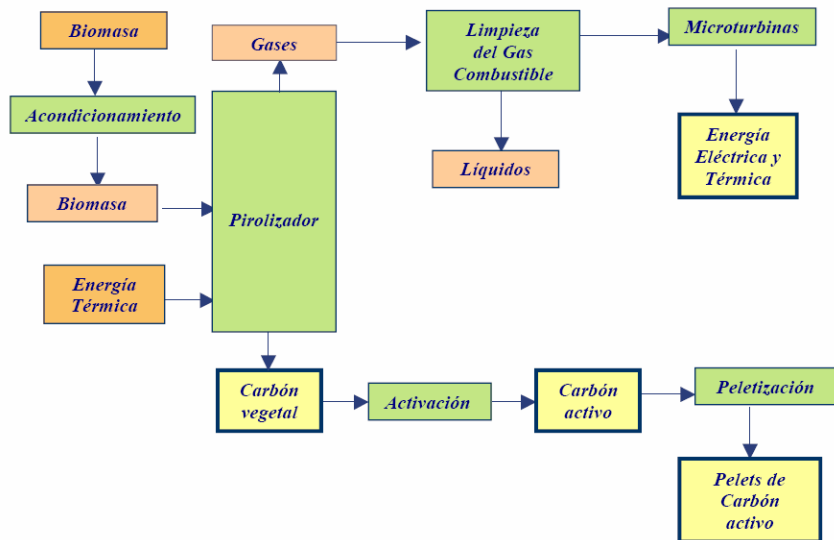 Biomasa
Gases
Limpieza
del Gas
Combustible
Microturbinas
Acondicionamiento
Energía
Eléctrica y
Térmica
Líquidos
Biomasa
Pirolizador
Energía
Térmica
Carbón
vegetal
Activación
Carbón
activo
Peletización
Pelets de
Carbón
activo